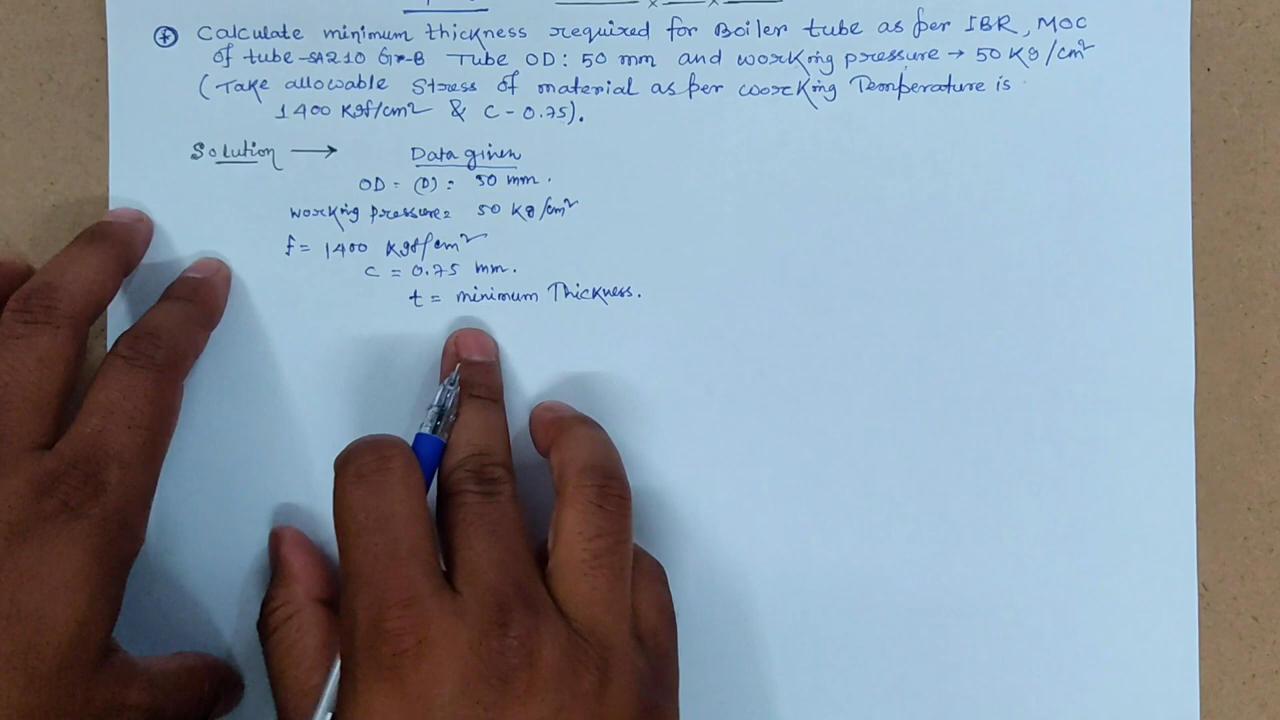 Calculate minimum thickness required for Boiler tube as per IBR, MOC
of tube-SA210 Gr-B Tube OD: 50 mm and working pressure → 50 Kg/cm²
(Take allowable Stress of material as per working Temperature is
1400 Kgf/cm² & C - 0.75).
Solution → Data given
OD = (D) = 50 mm.
working pressure = 50 Kg/cm²
f = 1400 Kgf/cm²
C = 0.75 mm.
t = minimum Thickness.